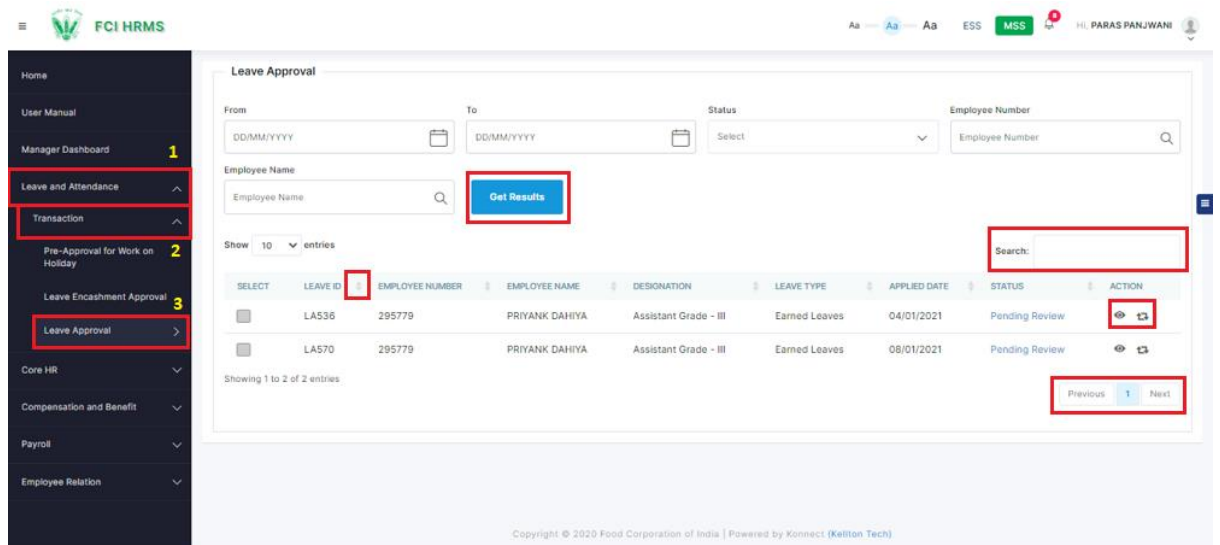 FCI HRMS
Aa Aa Aa ESS MSS 8 Hi, PARAS PANJWANI
Home
User Manual
Manager Dashboard
1
Leave and Attendance
Transaction
2
Pre-Approval for Work on
Holiday
Leave Encashment Approval
3
Leave Approval
Core HR
Compensation and Benefit
Payroll
Employee Relation
Leave Approval
From To Status Employee Number
DD/MM/YYYY DD/MM/YYYY Select Employee Number
Employee Name
Employee Name Get Results
Show 10 entries Search:
SELECT LEAVE ID EMPLOYEE NUMBER EMPLOYEE NAME DESIGNATION LEAVE TYPE APPLIED DATE STATUS ACTION
LA536 295779 PRIYANK DAHIYA Assistant Grade - III Earned Leaves 04/01/2021 Pending Review
LA570 295779 PRIYANK DAHIYA Assistant Grade - III Earned Leaves 08/01/2021 Pending Review
Showing 1 to 2 of 2 entries
Previous 1 Next
Copyright © 2020 Food Corporation of India | Powered by Konnect (Kellton Tech)